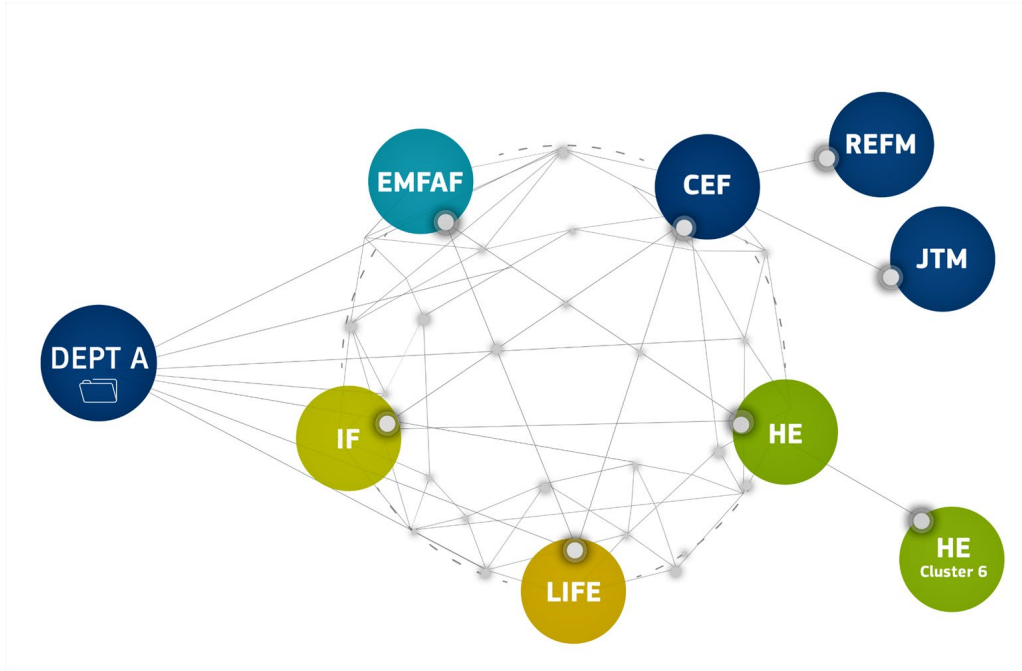 REFM
EMFAF
CEF
JTM
DEPT A
IF
HE
HE
Cluster 6
LIFE